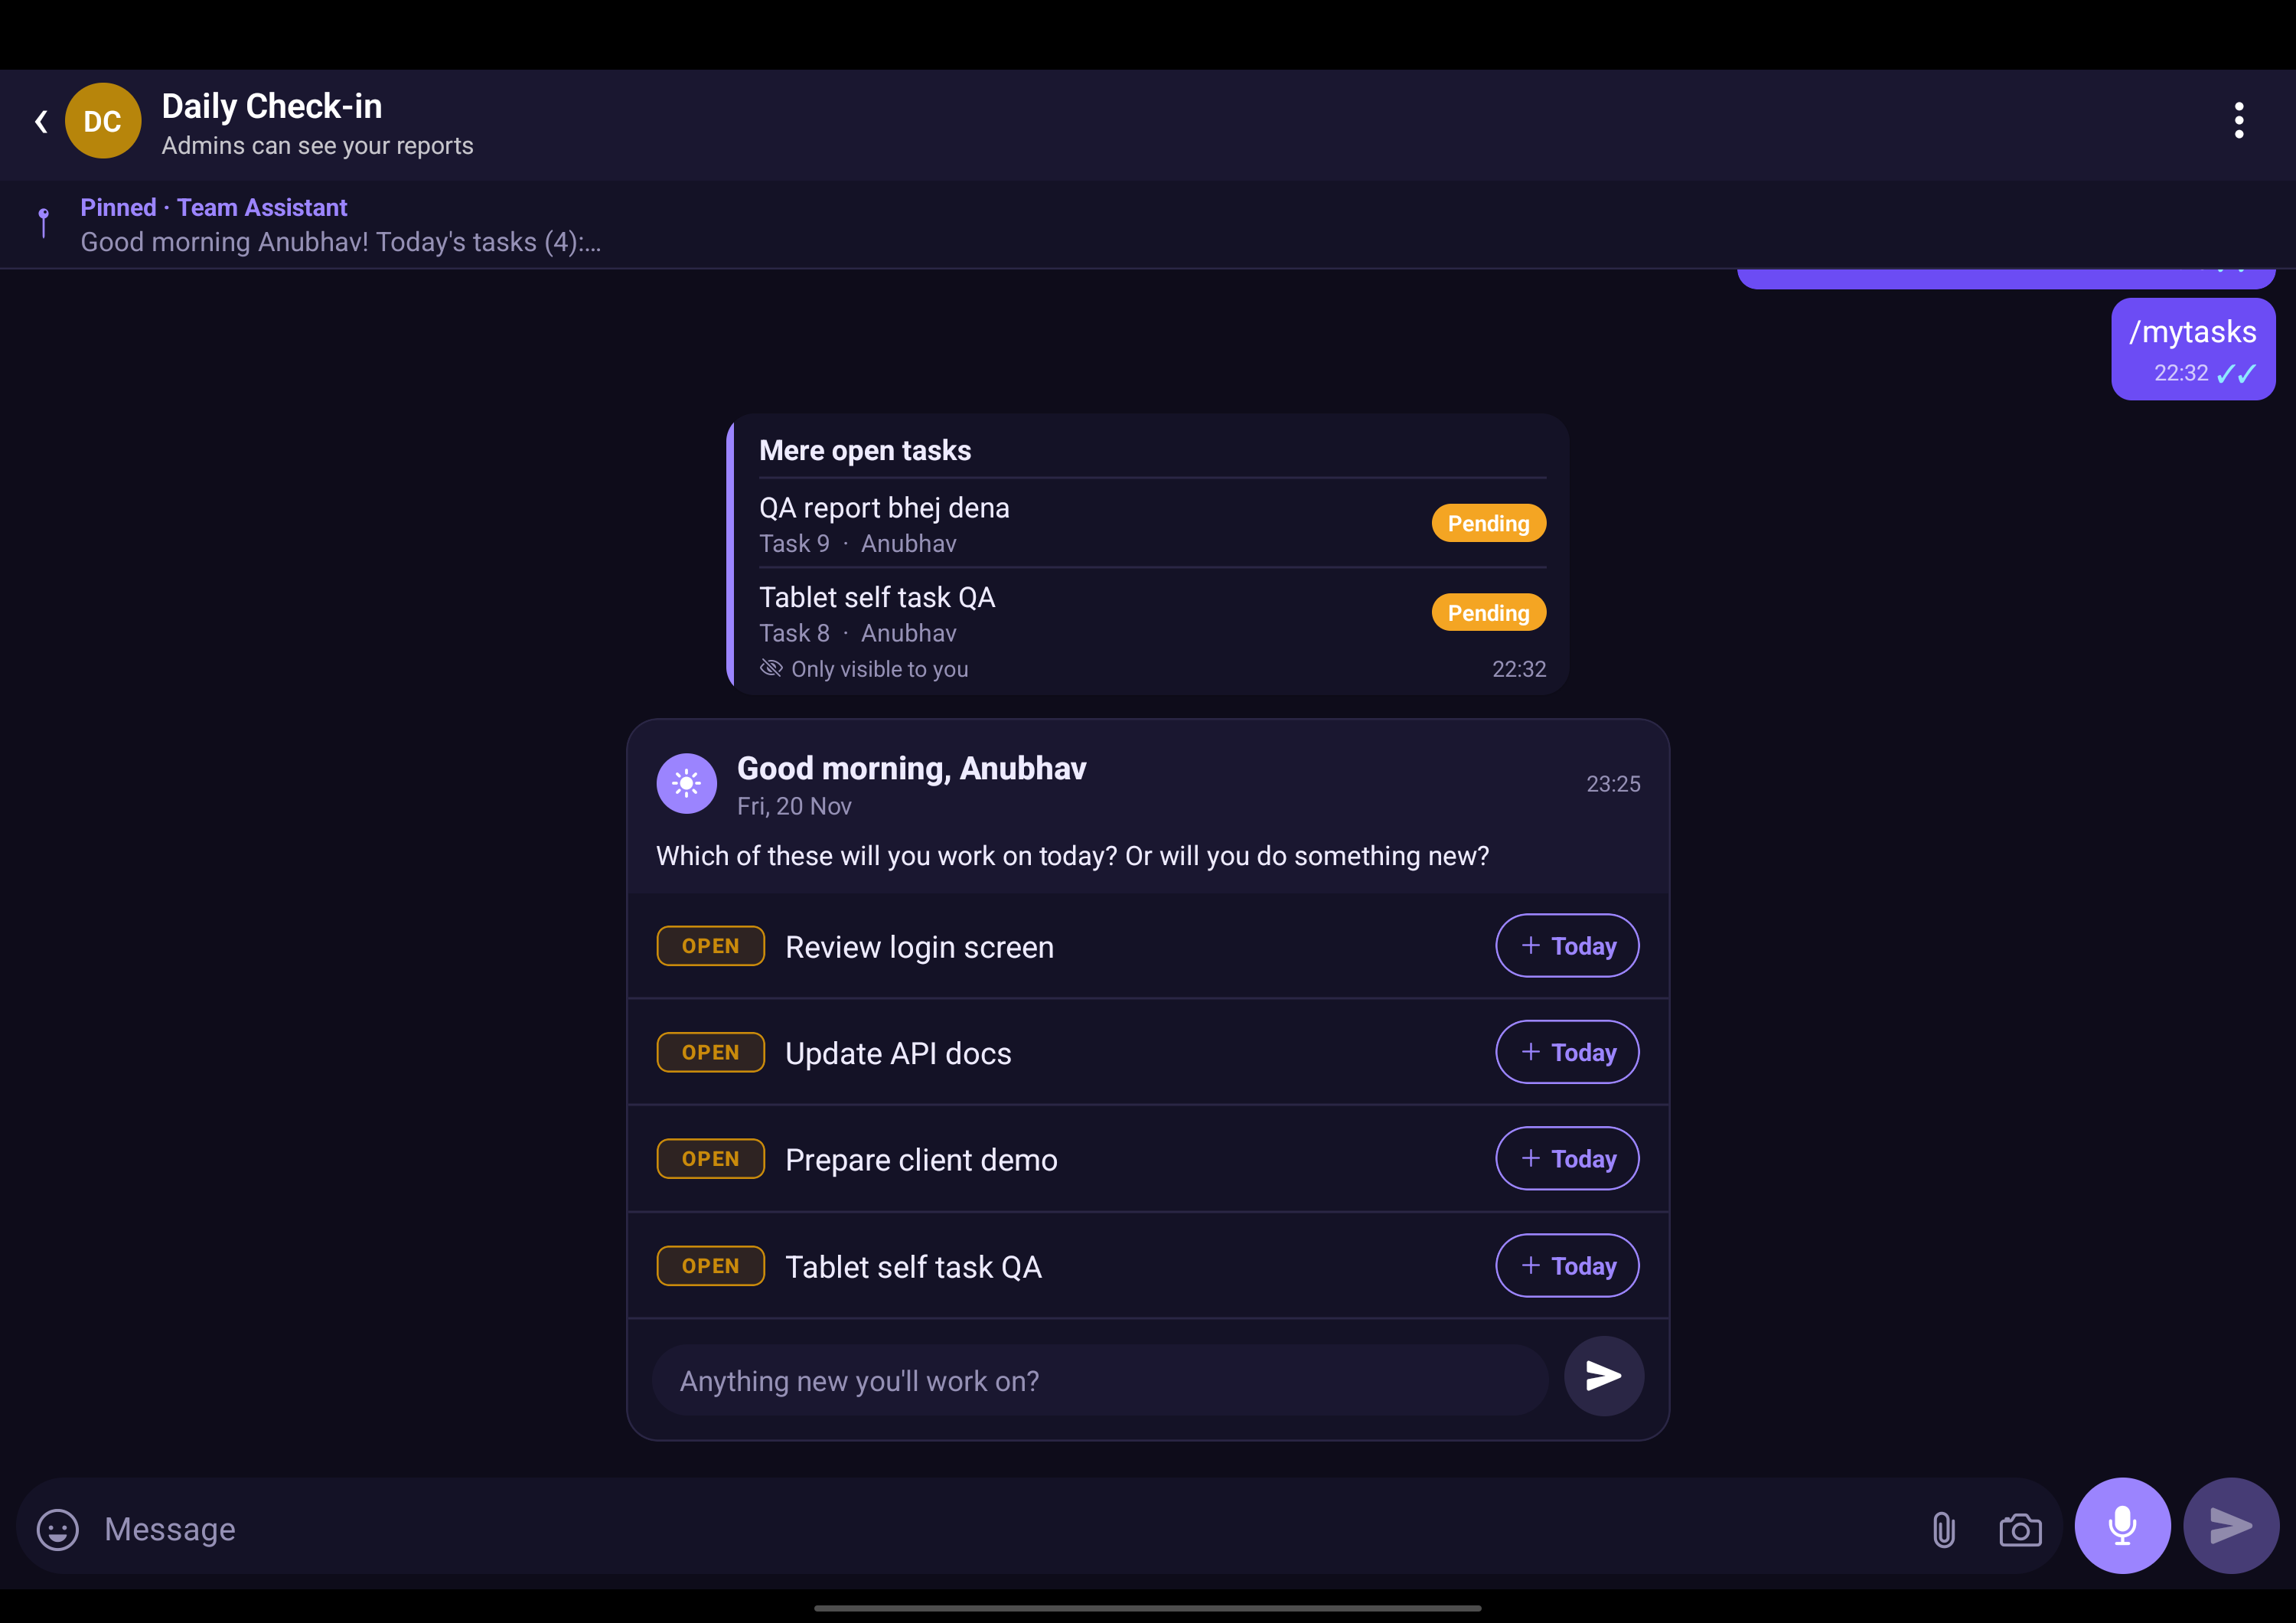 DC
Daily Check-in
Admins can see your reports
Pinned · Team Assistant
Good morning Anubhav! Today's tasks (4):...
/mytasks
22:32
Mere open tasks
QA report bhej dena
Pending
Task 9 · Anubhav
Tablet self task QA
Pending
Task 8 · Anubhav
Only visible to you
22:32
Good morning, Anubhav
23:25
Fri, 20 Nov
Which of these will you work on today? Or will you do something new?
OPEN Review login screen + Today
OPEN Update API docs + Today
OPEN Prepare client demo + Today
OPEN Tablet self task QA + Today
Anything new you'll work on?
Message